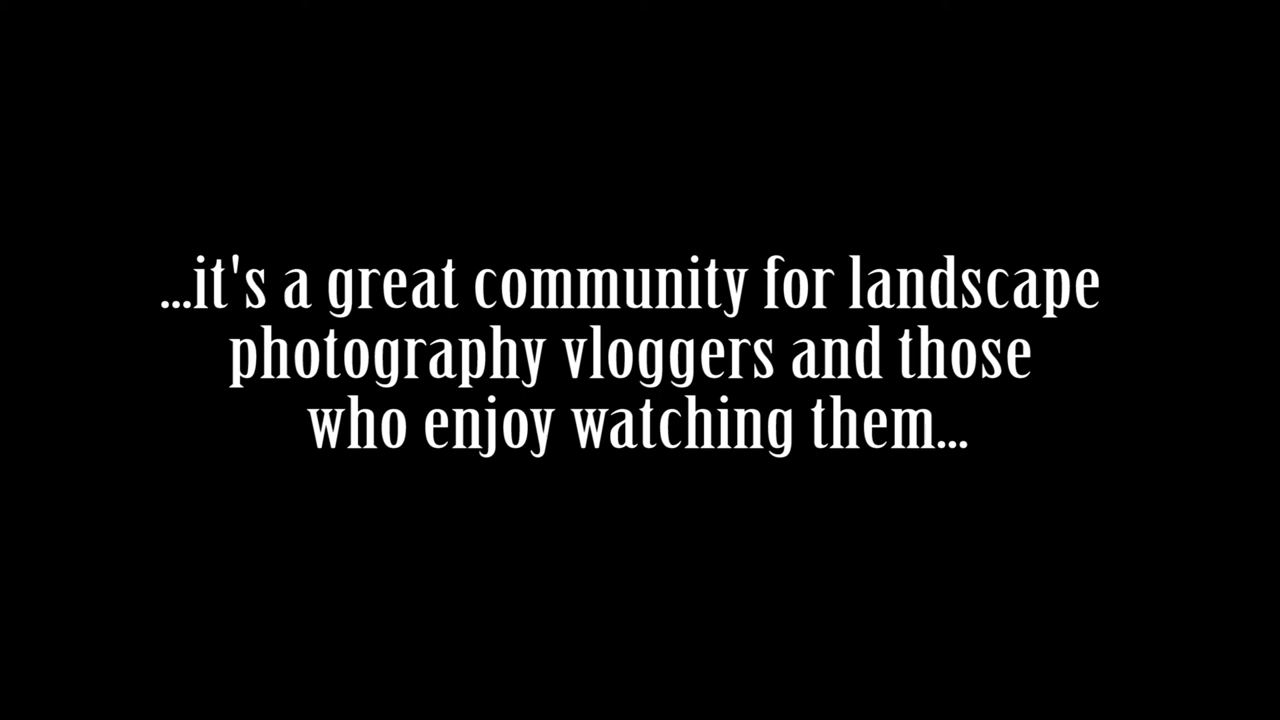 ...it's a great community for landscape
photography vloggers and those
who enjoy watching them...